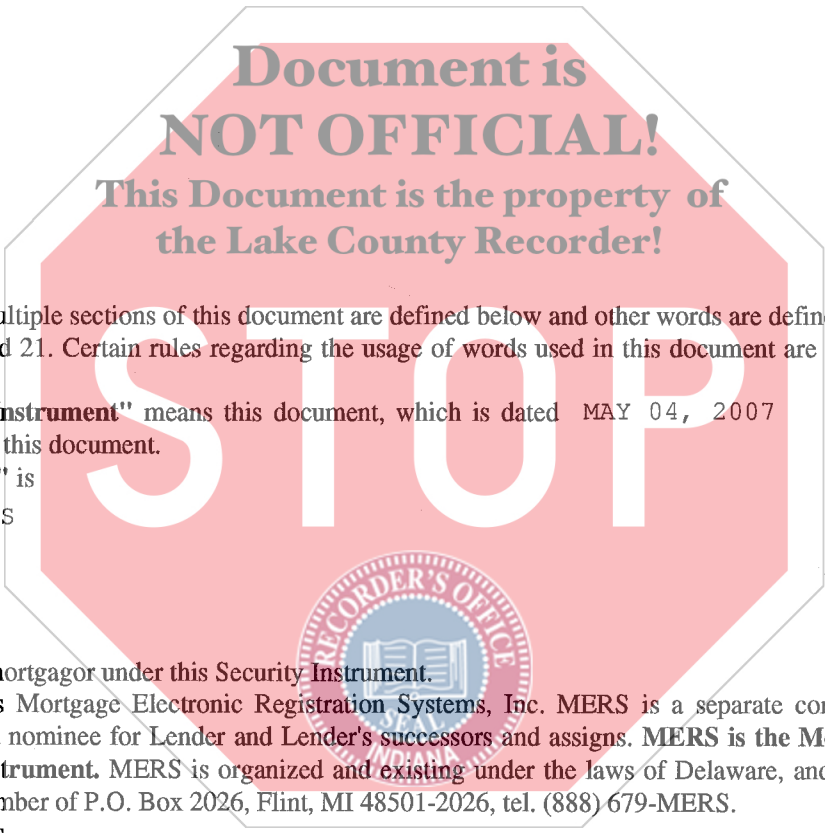 Document is
NOT OFFICIAL!
This Document is the property of
the Lake County Recorder!
STOP
ultiple sections of this document are defined below and other words are defin
d 21. Certain rules regarding the usage of words used in this document are
nstrument" means this document, which is dated MAY 04, 2007
this document.
" is
S
RECORDER'S OFFICE
SEAL
INDIANA
ortgagor under this Security Instrument.
s Mortgage Electronic Registration Systems, Inc. MERS is a separate co
nominee for Lender and Lender's successors and assigns. MERS is the M
trument. MERS is organized and existing under the laws of Delaware, and
mber of P.O. Box 2026, Flint, MI 48501-2026, tel. (888) 679-MERS.